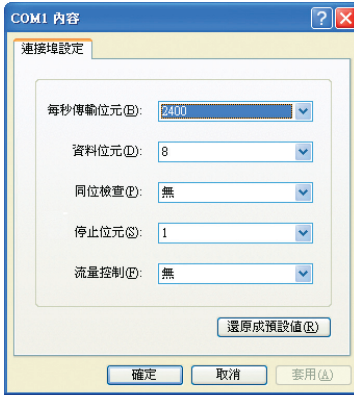 COM1 內容
連接埠設定
每秒傳輸位元(B): 2400
資料位元(D): 8
同位檢查(P): 無
停止位元(S): 1
流量控制(F): 無
還原成預設值(R)
確定 取消 套用(A)